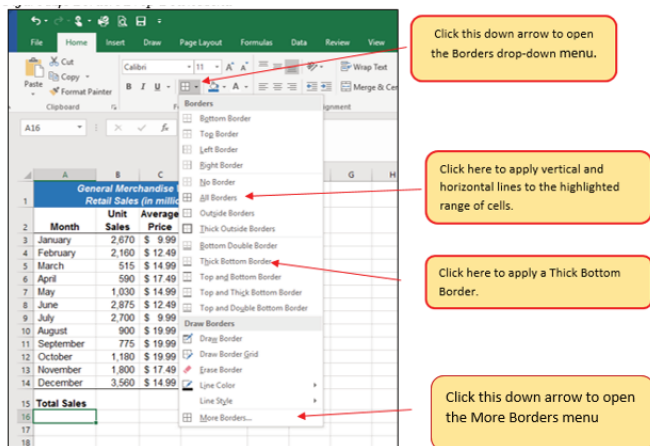 File Home Insert Draw Page Layout Formulas Data Review View
Cut
Copy
Format Painter
Paste
Clipboard
Calibri 11 A A
B I U A
Wrap Text
Merge & Cen
A16 fx
Borders
Bottom Border
Top Border
Left Border
Right Border
No Border
All Borders
Outside Borders
Thick Outside Borders
Bottom Double Border
Thick Bottom Border
Top and Bottom Border
Top and Thick Bottom Border
Top and Double Bottom Border
Draw Borders
Draw Border
Draw Border Grid
Erase Border
Line Color
Line Style
More Borders...
A B C G H
1 General Merchandise
Retail Sales (in
2 Month Unit Sales Average Price
3 January 2,670 $ 9.99
4 February 2,160 $ 12.49
5 March 515 $ 14.99
6 April 590 $ 17.49
7 May 1,030 $ 14.99
8 June 2,875 $ 12.49
9 July 2,700 $ 9.99
10 August 900 $ 19.99
11 September 775 $ 19.99
12 October 1,180 $ 19.99
13 November 1,800 $ 17.49
14 December 3,560 $ 14.99
15 Total Sales
16
17
18
Click this down arrow to open
the Borders drop-down menu.
Click here to apply vertical and
horizontal lines to the highlighted
range of cells.
Click here to apply a Thick Bottom
Border.
Click this down arrow to open
the More Borders menu